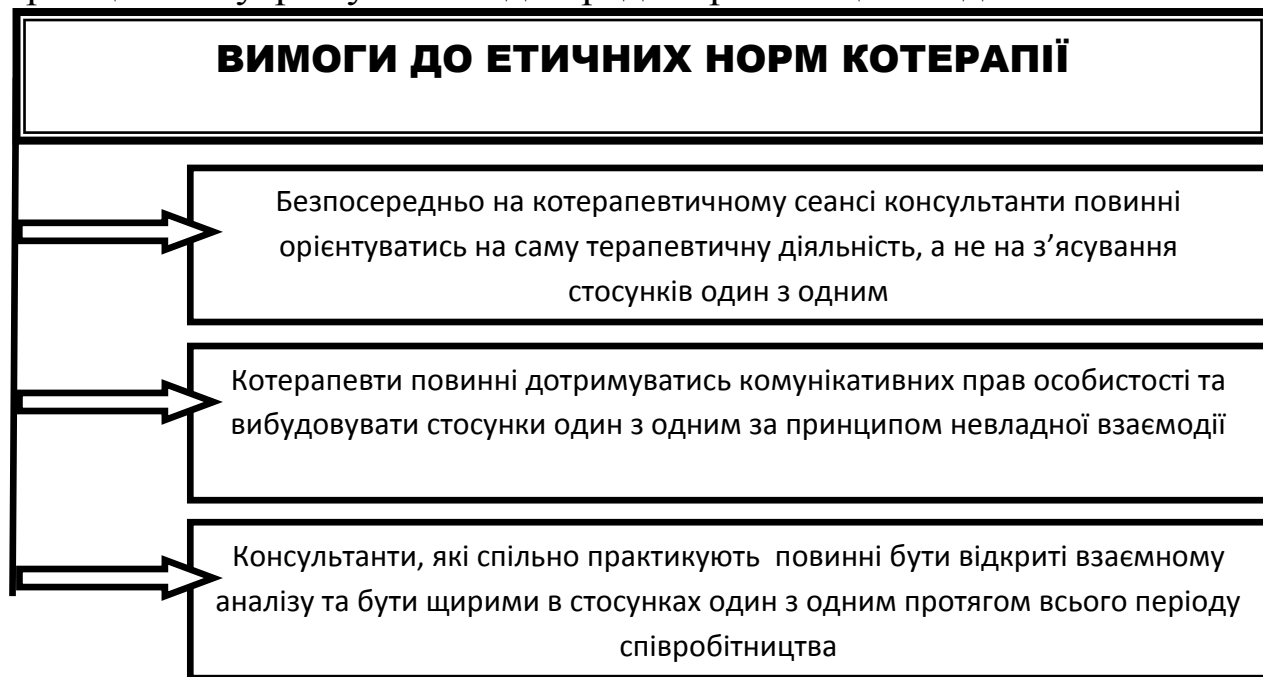 ВИМОГИ ДО ЕТИЧНИХ НОРМ КОТЕРАПІЇ
Безпосередньо на котерапевтичному сеансі консультанти повинні
орієнтуватись на саму терапевтичну діяльність, а не на з’ясування
стосунків один з одним
Котерапевти повинні дотримуватись комунікативних прав особистості та
вибудовувати стосунки один з одним за принципом невладної взаємодії
Консультанти, які спільно практикують  повинні бути відкриті взаємному
аналізу та бути щирими в стосунках один з одним протягом всього періоду
співробітництва